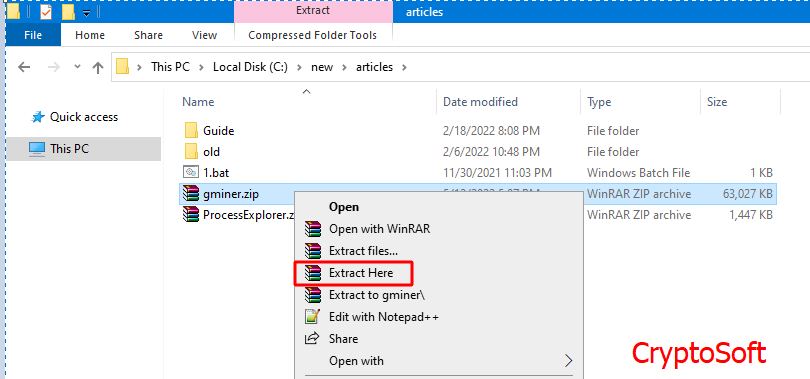 Extract articles
File Home Share View Compressed Folder Tools
This PC Local Disk (C:) new articles
Name Date modified Type Size
Quick access
This PC
Guide 2/18/2022 8:08 PM File folder
old 2/6/2022 10:48 PM File folder
1.bat 11/30/2021 11:03 PM Windows Batch File 1 KB
gminer.zip WinRAR ZIP archive 63,027 KB
ProcessExplorer.z WinRAR ZIP archive 1,447 KB
Open
Open with WinRAR
Extract files...
Extract Here
Extract to gminer\
Edit with Notepad++
Share
Open with
CryptoSoft